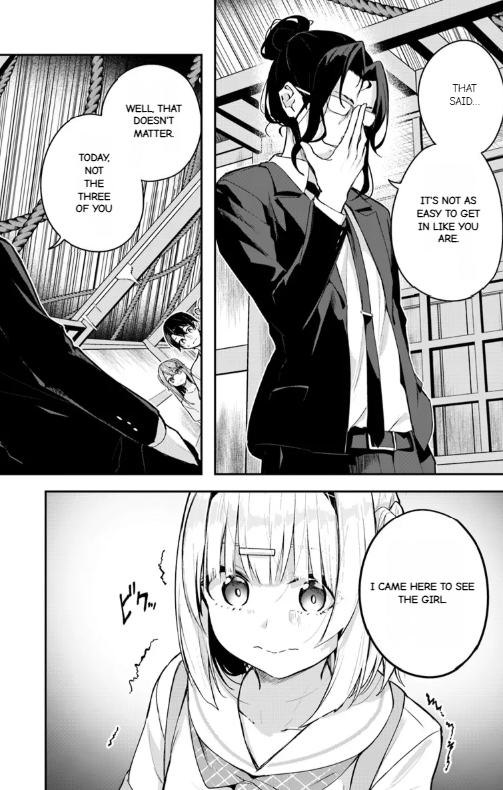 THAT
SAID...
IT'S NOT AS
EASY TO GET
IN LIKE YOU
ARE.
WELL, THAT
DOESN'T
MATTER.
TODAY,
NOT
THE
THREE
OF YOU
I CAME HERE TO SEE
THE GIRL.
ビクッ